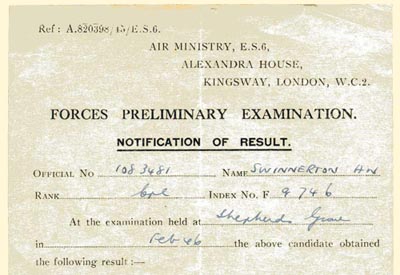 Ref: A.820398/45/E.S.6.
AIR MINISTRY, E.S.6,
ALEXANDRA HOUSE,
KINGSWAY, LONDON, W.C.2.
FORCES PRELIMINARY EXAMINATION.
NOTIFICATION OF RESULT.
OFFICIAL No 1083481 NAME SWINNERTON HW
RANK Cpl INDEX No. F 9746
At the examination held at Shepherds Grove
in Feb 46 the above candidate obtained
the following result :—